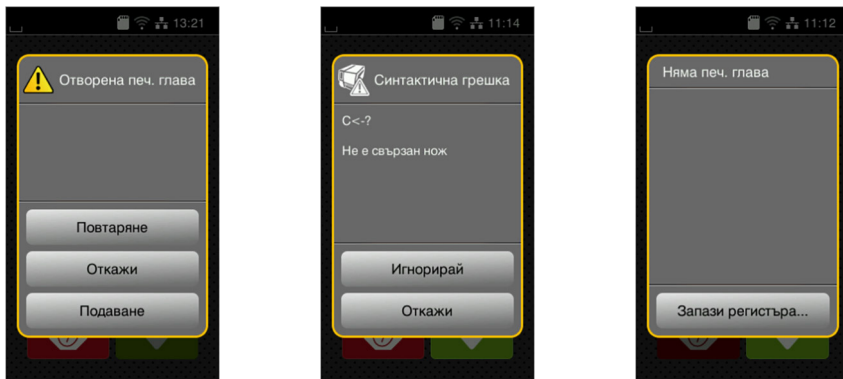 13:21
Отворена печ. глава
Повтаряне
Откажи
Подаване
11:14
Синтактична грешка
C<-?
Не е свързан нож
Игнорирай
Откажи
11:12
Няма печ. глава
Запази регистъра...